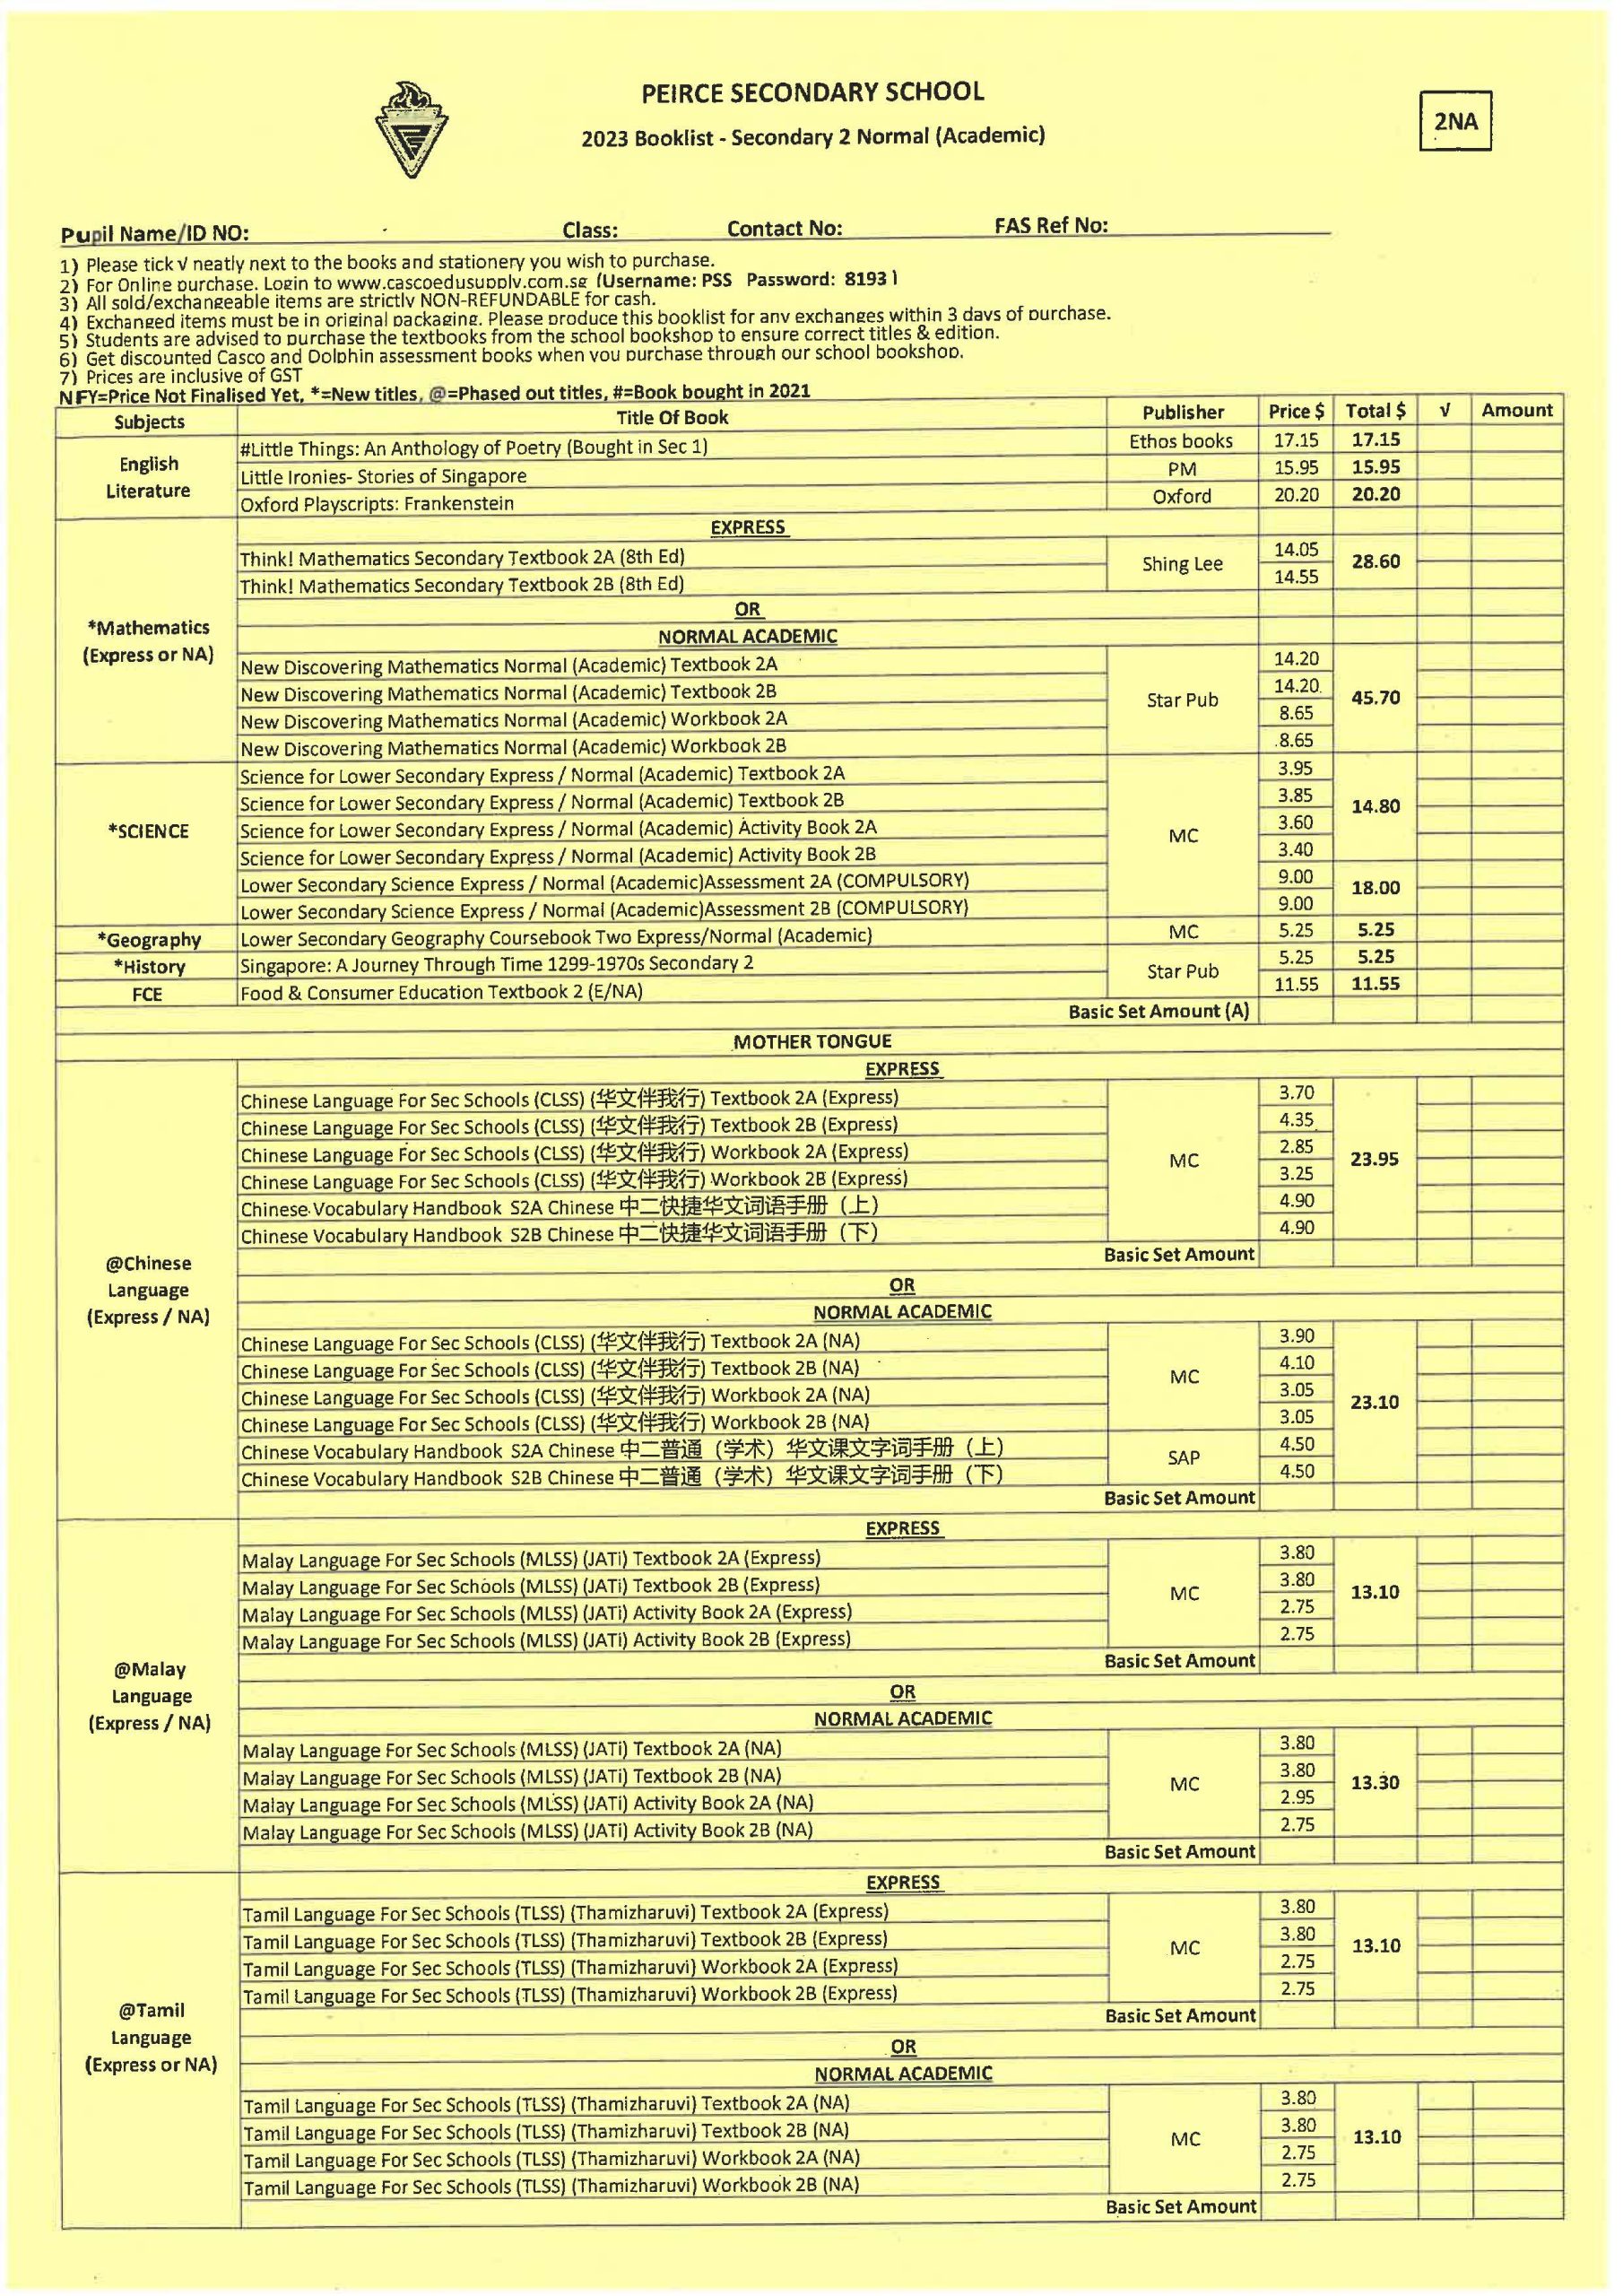 PEIRCE SECONDARY SCHOOL
2023 Booklist - Secondary 2 Normal (Academic)
2NA
Pupil Name/ID NO: Class: Contact No: FAS Ref No:
1) Please tick √ neatly next to the books and stationery you wish to purchase.
2) For Online purchase. Login to www.cascoedusupply.com.sg (Username: PSS Password: 8193 )
3) All sold/exchangeable items are strictly NON-REFUNDABLE for cash.
4) Exchanged items must be in original packaging. Please produce this booklist for any exchanges within 3 days of purchase.
5) Students are advised to purchase the textbooks from the school bookshop to ensure correct titles & edition.
6) Get discounted Casco and Dolphin assessment books when you purchase through our school bookshop.
7) Prices are inclusive of GST
NFY=Price Not Finalised Yet, *=New titles, @=Phased out titles, #=Book bought in 2021
Subjects Title Of Book Publisher Price $ Total $ √ Amount
English Literature
#Little Things: An Anthology of Poetry (Bought in Sec 1) Ethos books 17.15 17.15
Little Ironies- Stories of Singapore PM 15.95 15.95
Oxford Playscripts: Frankenstein Oxford 20.20 20.20
*Mathematics
(Express or NA)
EXPRESS
Think! Mathematics Secondary Textbook 2A (8th Ed) Shing Lee 14.05 28.60
Think! Mathematics Secondary Textbook 2B (8th Ed) 14.55
OR
NORMAL ACADEMIC
New Discovering Mathematics Normal (Academic) Textbook 2A Star Pub 14.20 45.70
New Discovering Mathematics Normal (Academic) Textbook 2B 14.20
New Discovering Mathematics Normal (Academic) Workbook 2A 8.65
New Discovering Mathematics Normal (Academic) Workbook 2B 8.65
*SCIENCE
Science for Lower Secondary Express / Normal (Academic) Textbook 2A MC 3.95 14.80
Science for Lower Secondary Express / Normal (Academic) Textbook 2B 3.85
Science for Lower Secondary Express / Normal (Academic) Activity Book 2A 3.60
Science for Lower Secondary Express / Normal (Academic) Activity Book 2B 3.40
Lower Secondary Science Express / Normal (Academic)Assessment 2A (COMPULSORY) 9.00 18.00
Lower Secondary Science Express / Normal (Academic)Assessment 2B (COMPULSORY) 9.00
*Geography Lower Secondary Geography Coursebook Two Express/Normal (Academic) MC 5.25 5.25
*History Singapore: A Journey Through Time 1299-1970s Secondary 2 Star Pub 5.25 5.25
FCE Food & Consumer Education Textbook 2 (E/NA) 11.55 11.55
Basic Set Amount (A)
MOTHER TONGUE
@Chinese
Language
(Express / NA)
EXPRESS
Chinese Language For Sec Schools (CLSS) (华文伴我行) Textbook 2A (Express) MC 3.70 23.95
Chinese Language For Sec Schools (CLSS) (华文伴我行) Textbook 2B (Express) 4.35
Chinese Language For Sec Schools (CLSS) (华文伴我行) Workbook 2A (Express) 2.85
Chinese Language For Sec Schools (CLSS) (华文伴我行) Workbook 2B (Express) 3.25
Chinese Vocabulary Handbook S2A Chinese 中二快捷华文词语手册（上） 4.90
Chinese Vocabulary Handbook S2B Chinese 中二快捷华文词语手册（下） 4.90
Basic Set Amount
OR
NORMAL ACADEMIC
Chinese Language For Sec Schools (CLSS) (华文伴我行) Textbook 2A (NA) MC 3.90 23.10
Chinese Language For Sec Schools (CLSS) (华文伴我行) Textbook 2B (NA) 4.10
Chinese Language For Sec Schools (CLSS) (华文伴我行) Workbook 2A (NA) 3.05
Chinese Language For Sec Schools (CLSS) (华文伴我行) Workbook 2B (NA) 3.05
Chinese Vocabulary Handbook S2A Chinese 中二普通（学术）华文课文字词手册（上） SAP 4.50
Chinese Vocabulary Handbook S2B Chinese 中二普通（学术）华文课文字词手册（下） 4.50
Basic Set Amount
@Malay
Language
(Express / NA)
EXPRESS
Malay Language For Sec Schools (MLSS) (JATi) Textbook 2A (Express) MC 3.80 13.10
Malay Language For Sec Schools (MLSS) (JATi) Textbook 2B (Express) 3.80
Malay Language For Sec Schools (MLSS) (JATi) Activity Book 2A (Express) 2.75
Malay Language For Sec Schools (MLSS) (JATi) Activity Book 2B (Express) 2.75
Basic Set Amount
OR
NORMAL ACADEMIC
Malay Language For Sec Schools (MLSS) (JATi) Textbook 2A (NA) MC 3.80 13.30
Malay Language For Sec Schools (MLSS) (JATi) Textbook 2B (NA) 3.80
Malay Language For Sec Schools (MLSS) (JATi) Activity Book 2A (NA) 2.95
Malay Language For Sec Schools (MLSS) (JATi) Activity Book 2B (NA) 2.75
Basic Set Amount
@Tamil
Language
(Express or NA)
EXPRESS
Tamil Language For Sec Schools (TLSS) (Thamizharuvi) Textbook 2A (Express) MC 3.80 13.10
Tamil Language For Sec Schools (TLSS) (Thamizharuvi) Textbook 2B (Express) 3.80
Tamil Language For Sec Schools (TLSS) (Thamizharuvi) Workbook 2A (Express) 2.75
Tamil Language For Sec Schools (TLSS) (Thamizharuvi) Workbook 2B (Express) 2.75
Basic Set Amount
OR
NORMAL ACADEMIC
Tamil Language For Sec Schools (TLSS) (Thamizharuvi) Textbook 2A (NA) MC 3.80 13.10
Tamil Language For Sec Schools (TLSS) (Thamizharuvi) Textbook 2B (NA) 3.80
Tamil Language For Sec Schools (TLSS) (Thamizharuvi) Workbook 2A (NA) 2.75
Tamil Language For Sec Schools (TLSS) (Thamizharuvi) Workbook 2B (NA) 2.75
Basic Set Amount